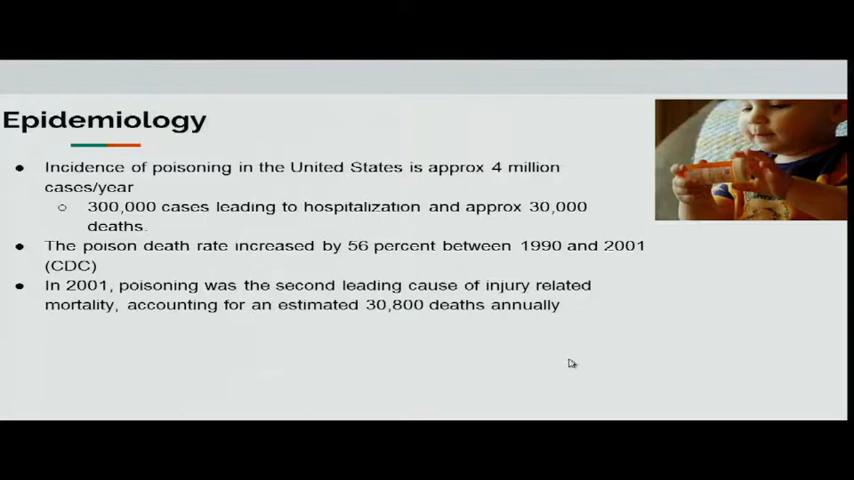 Epidemiology
● Incidence of poisoning in the United States is approx 4 million
cases/year
○ 300,000 cases leading to hospitalization and approx 30,000
deaths.
● The poison death rate increased by 56 percent between 1990 and 2001
(CDC)
● In 2001, poisoning was the second leading cause of injury related
mortality, accounting for an estimated 30,800 deaths annually